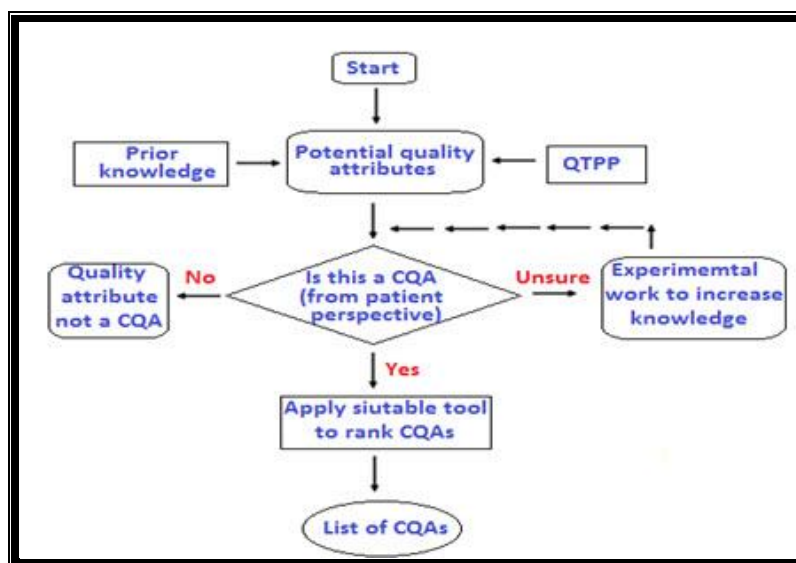 Start
Prior
knowledge
Potential quality
attributes
QTPP
Quality
attribute
not a CQA
No
Is this a CQA
(from patient
perspective)
Unsure
Experimemtal
work to increase
knowledge
Yes
Apply siutable tool
to rank CQAs
List of CQAs